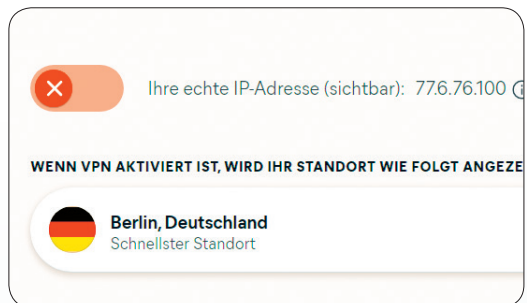 Ihre echte IP-Adresse (sichtbar): 77.6.76.100
WENN VPN AKTIVIERT IST, WIRD IHR STANDORT WIE FOLGT ANGEZE
Berlin, Deutschland
Schnellster Standort